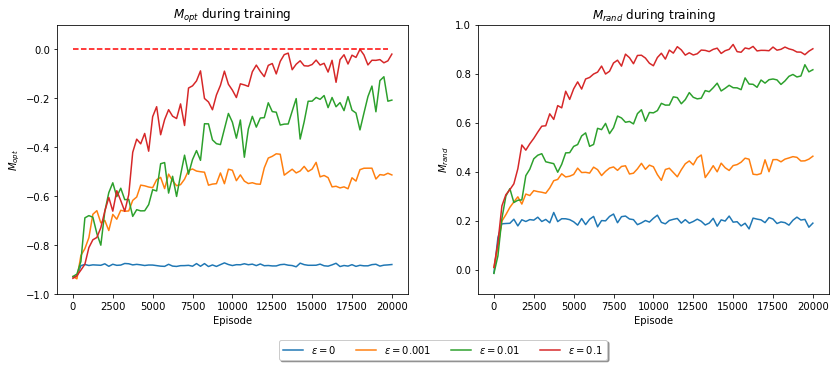 M_opt during training
M_rand during training
M_opt
0.0
−0.2
−0.4
−0.6
−0.8
−1.0
0 2500 5000 7500 10000 12500 15000 17500 20000
Episode
M_rand
1.0
0.8
0.6
0.4
0.2
0.0
0 2500 5000 7500 10000 12500 15000 17500 20000
Episode
ε = 0 ε = 0.001 ε = 0.01 ε = 0.1